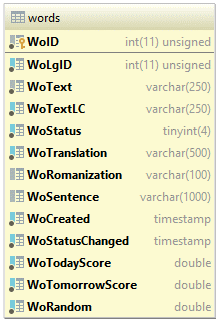 words
WoID int(11) unsigned
WoLgID int(11) unsigned
WoText varchar(250)
WoTextLC varchar(250)
WoStatus tinyint(4)
WoTranslation varchar(500)
WoRomanization varchar(100)
WoSentence varchar(1000)
WoCreated timestamp
WoStatusChanged timestamp
WoTodayScore double
WoTomorrowScore double
WoRandom double